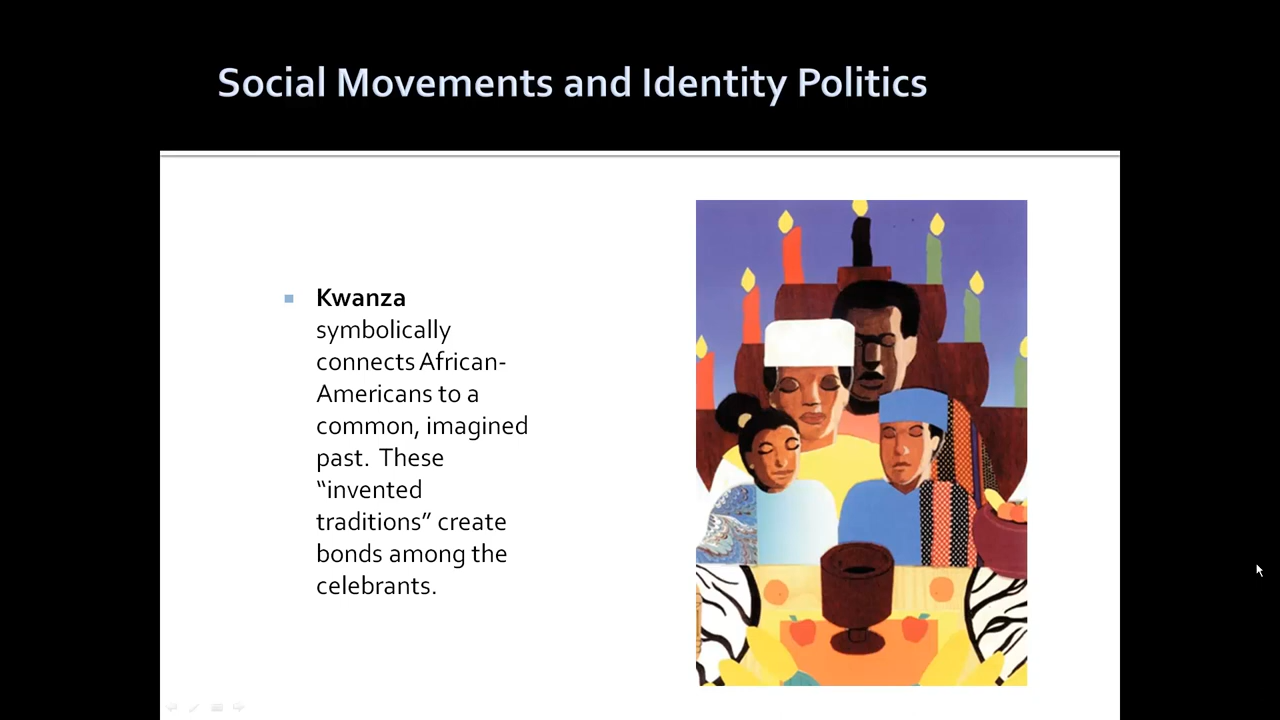 Social Movements and Identity Politics
Kwanza
symbolically
connects African-
Americans to a
common, imagined
past.  These
“invented
traditions” create
bonds among the
celebrants.